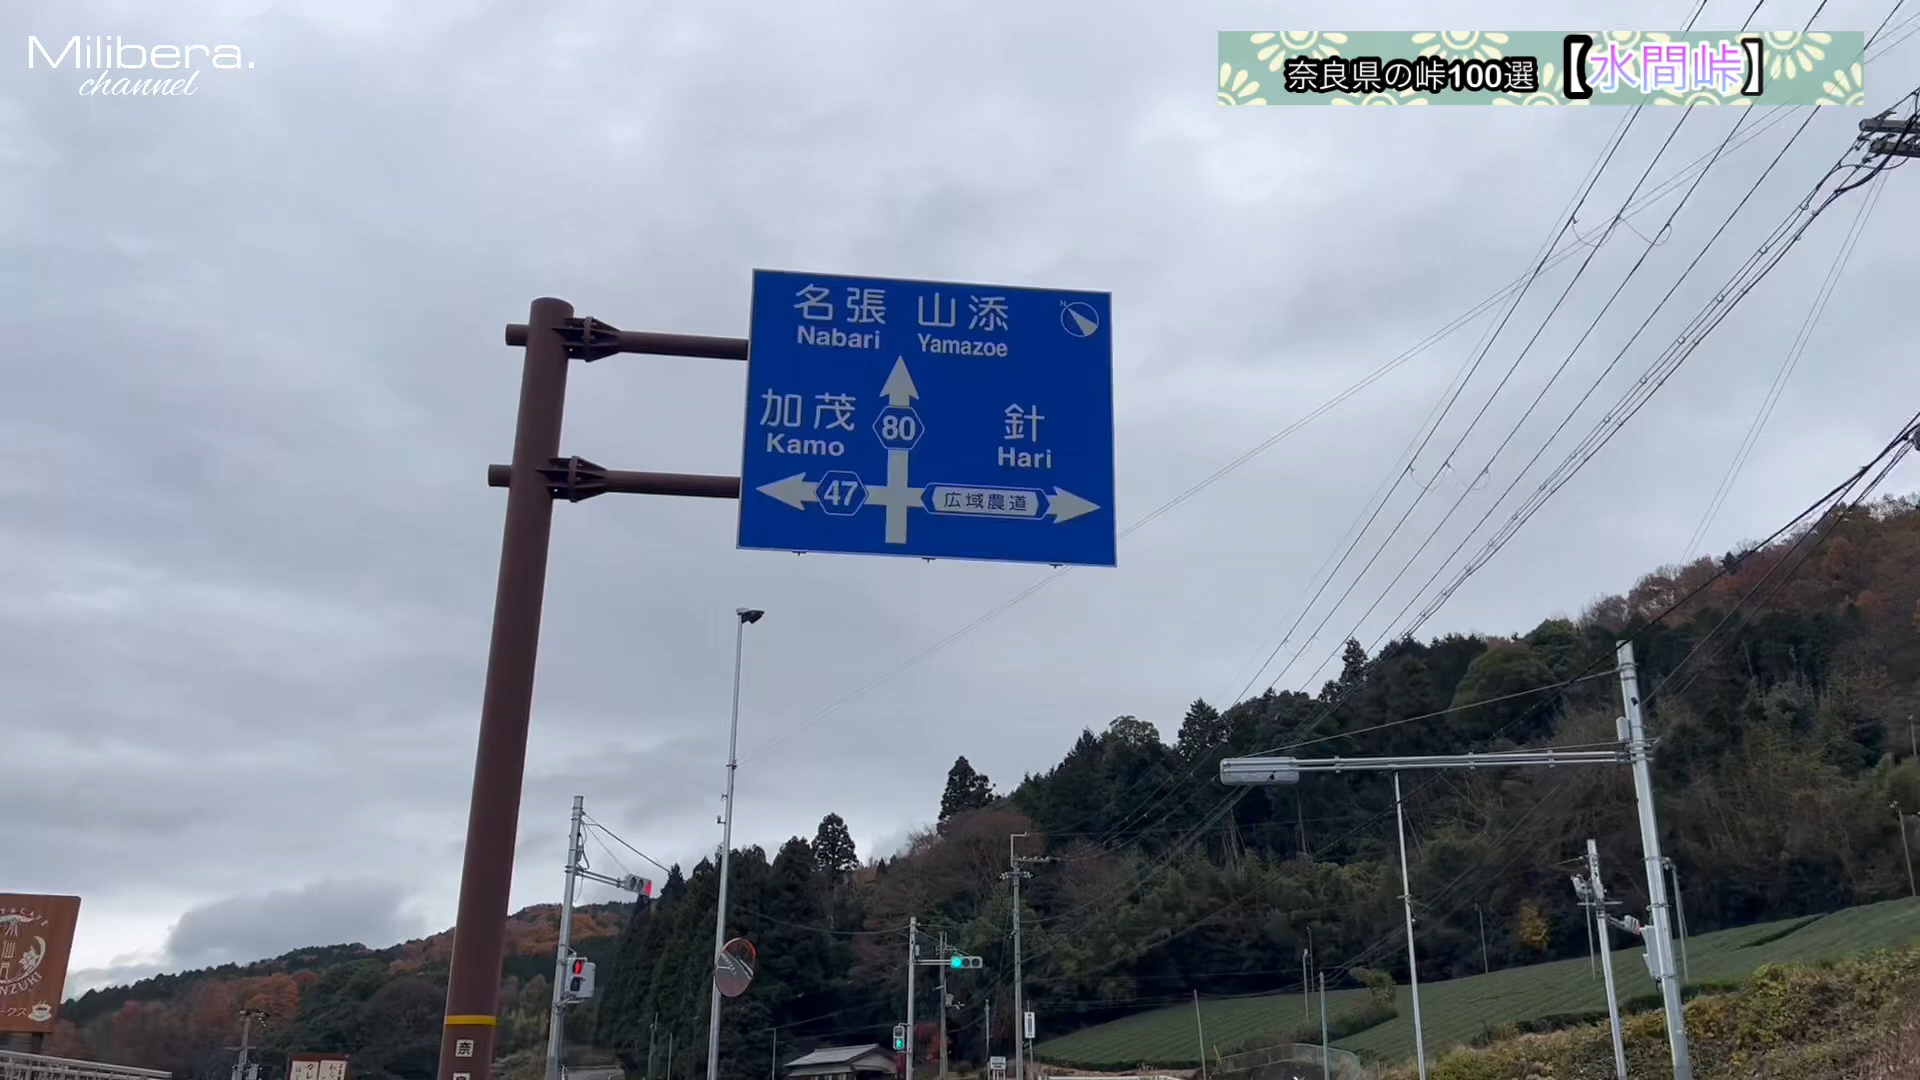 Milibera.
channel
奈良県の峠100選【水間峠】
名張 山添
Nabari Yamazoe
N
加茂
Kamo
80
針
Hari
47
広域農道
奈